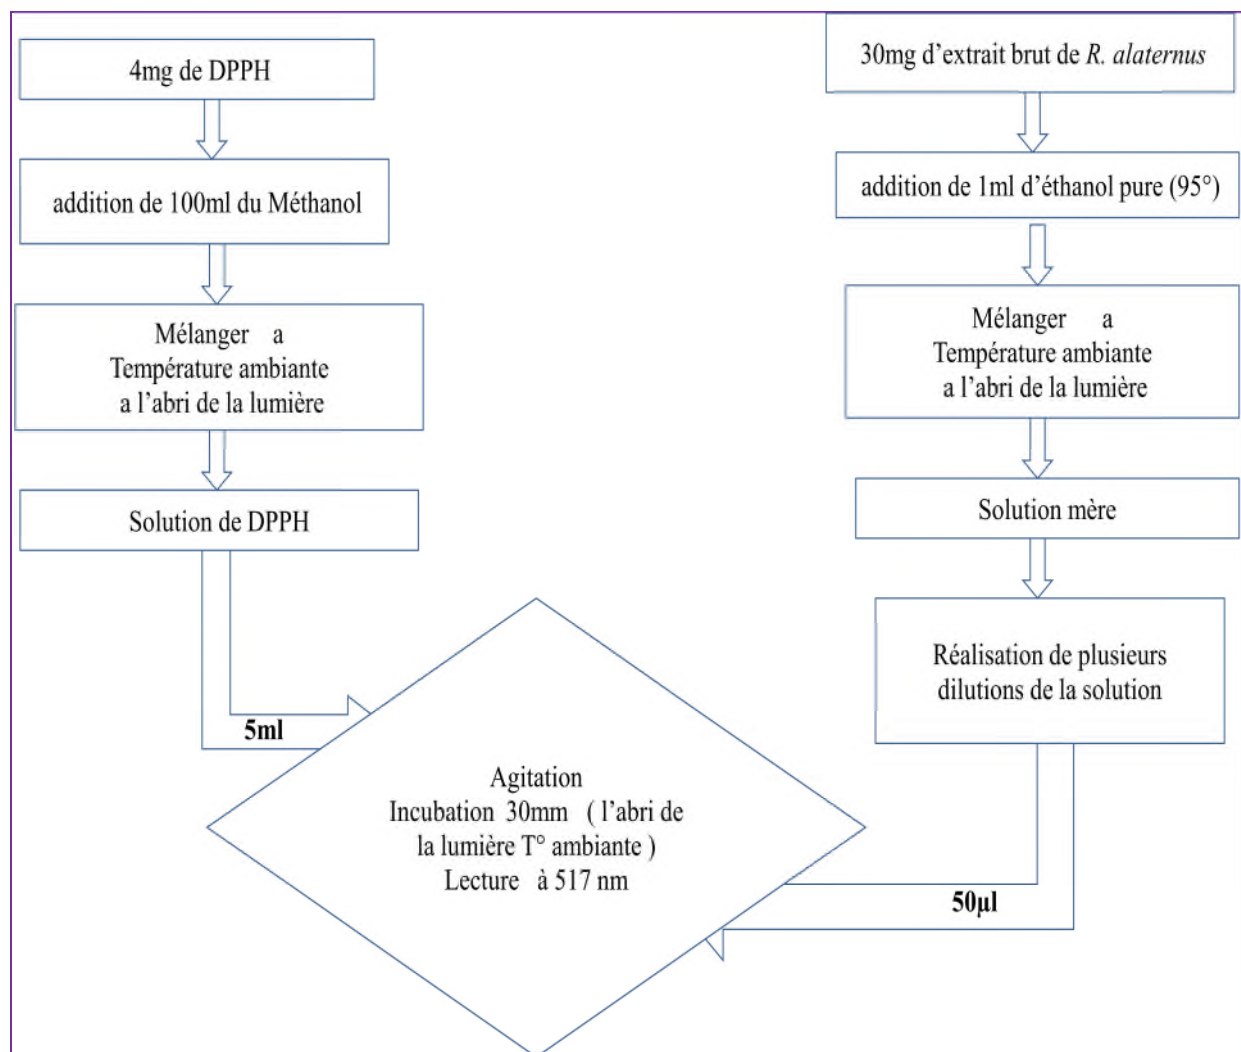 4mg de DPPH
addition de 100ml du Méthanol
Mélanger a
Température ambiante
a l'abri de la lumière
Solution de DPPH
5ml
30mg d'extrait brut de R. alaternus
addition de 1ml d'éthanol pure (95°)
Mélanger a
Température ambiante
a l'abri de la lumière
Solution mère
Réalisation de plusieurs
dilutions de la solution
50µl
Agitation
Incubation 30mm ( l'abri de
la lumière T° ambiante )
Lecture à 517 nm